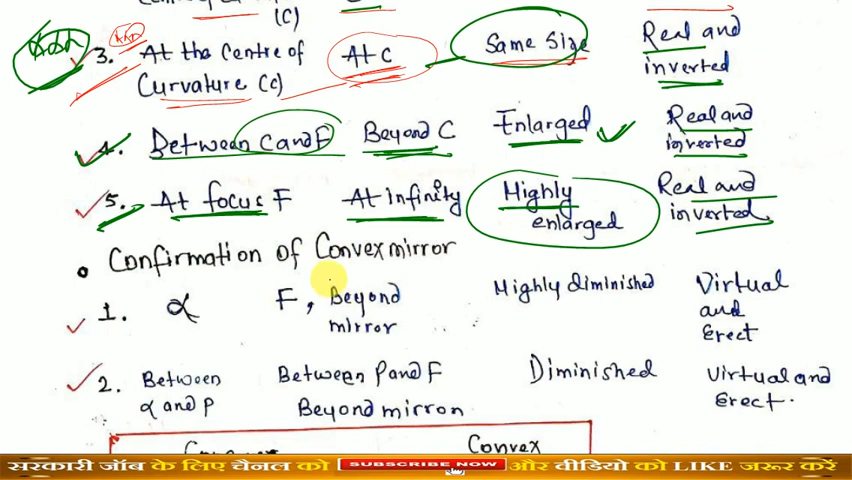 (C)
3. At the Centre of Curvature (c) At C Same Size Real and inverted
4. Between C and F Beyond C Enlarged Real and inverted
5. At focus F At infinity Highly enlarged Real and inverted
• Confirmation of Convex mirror
1. α F, Beyond mirror Highly diminished Virtual and Erect
2. Between α and P Between P and F Beyond mirron Diminished Virtual and Erect.
Convex
सरकारी जॉब के लिए चैनल को SUBSCRIBE NOW और वीडियो को LIKE जरूर करें